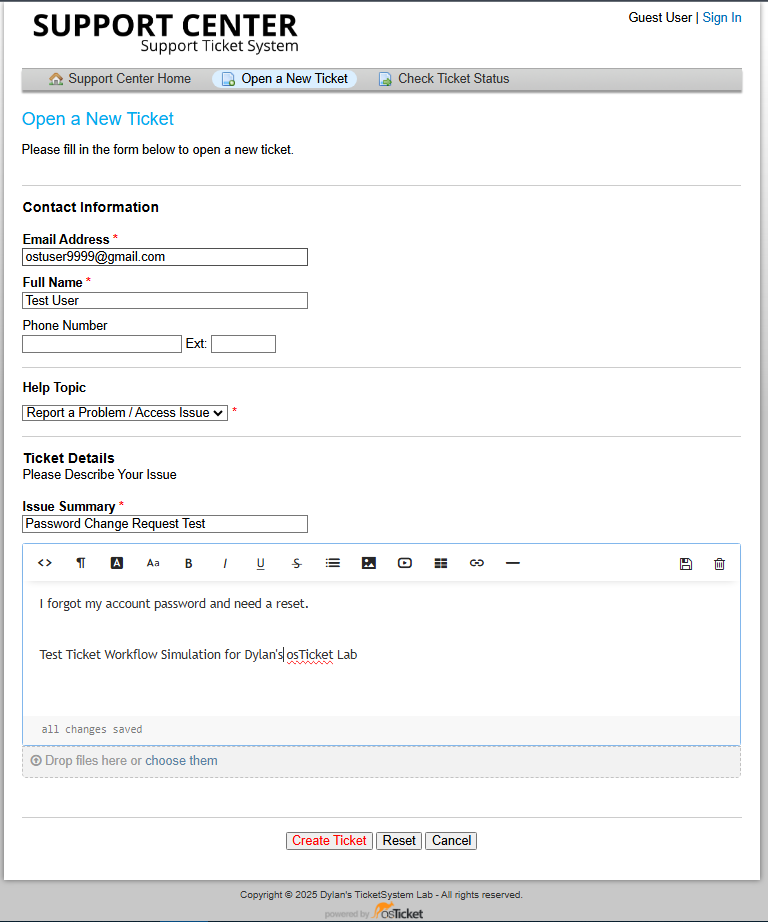 SUPPORT CENTER
Support Ticket System
Guest User | Sign In
Support Center Home Open a New Ticket Check Ticket Status
Open a New Ticket
Please fill in the form below to open a new ticket.
Contact Information
Email Address *
ostuser9999@gmail.com
Full Name *
Test User
Phone Number
Ext:
Help Topic
Report a Problem / Access Issue *
Ticket Details
Please Describe Your Issue
Issue Summary *
Password Change Request Test
<> ¶ A Aa B I U S
I forgot my account password and need a reset.
Test Ticket Workflow Simulation for Dylan's osTicket Lab
all changes saved
Drop files here or choose them
Create Ticket Reset Cancel
Copyright © 2025 Dylan's TicketSystem Lab - All rights reserved.
powered by osTicket